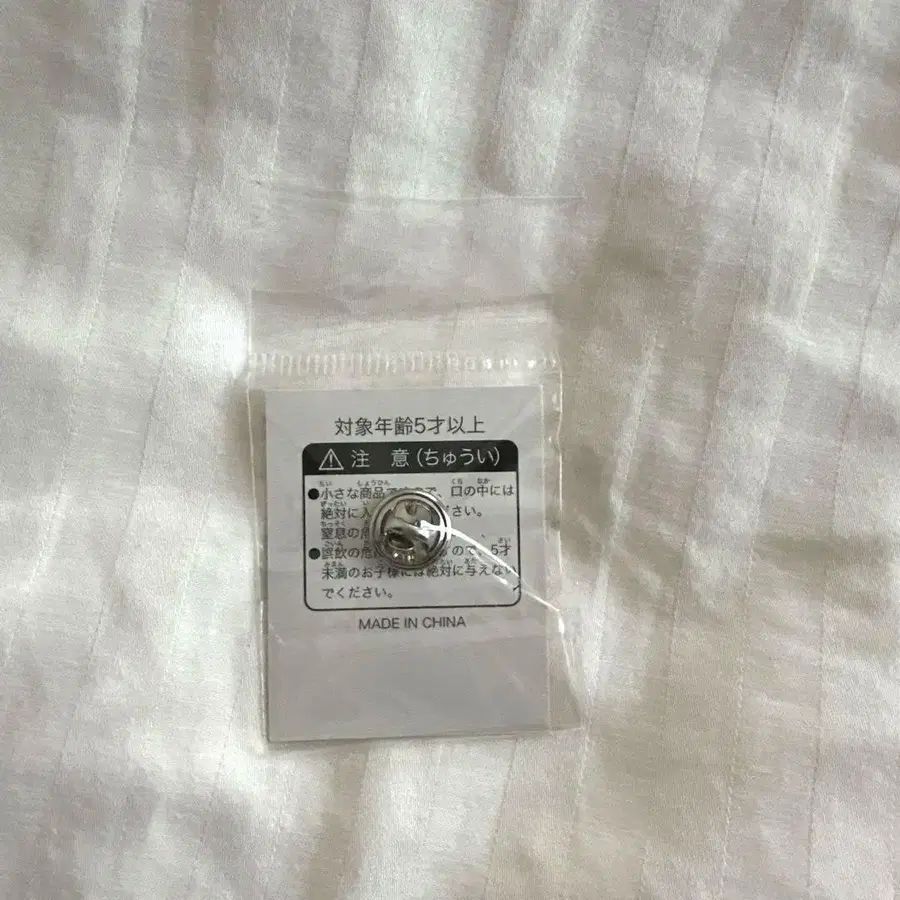 対象年齢5才以上
⚠注 意(ちゅうい)
●小さな商品 で、口の中には
絶対に入 さい。
窒息の危 、
●誤飲の危 ので、5才
未満のお子様には絶対に与えない
でください。
MADE IN CHINA